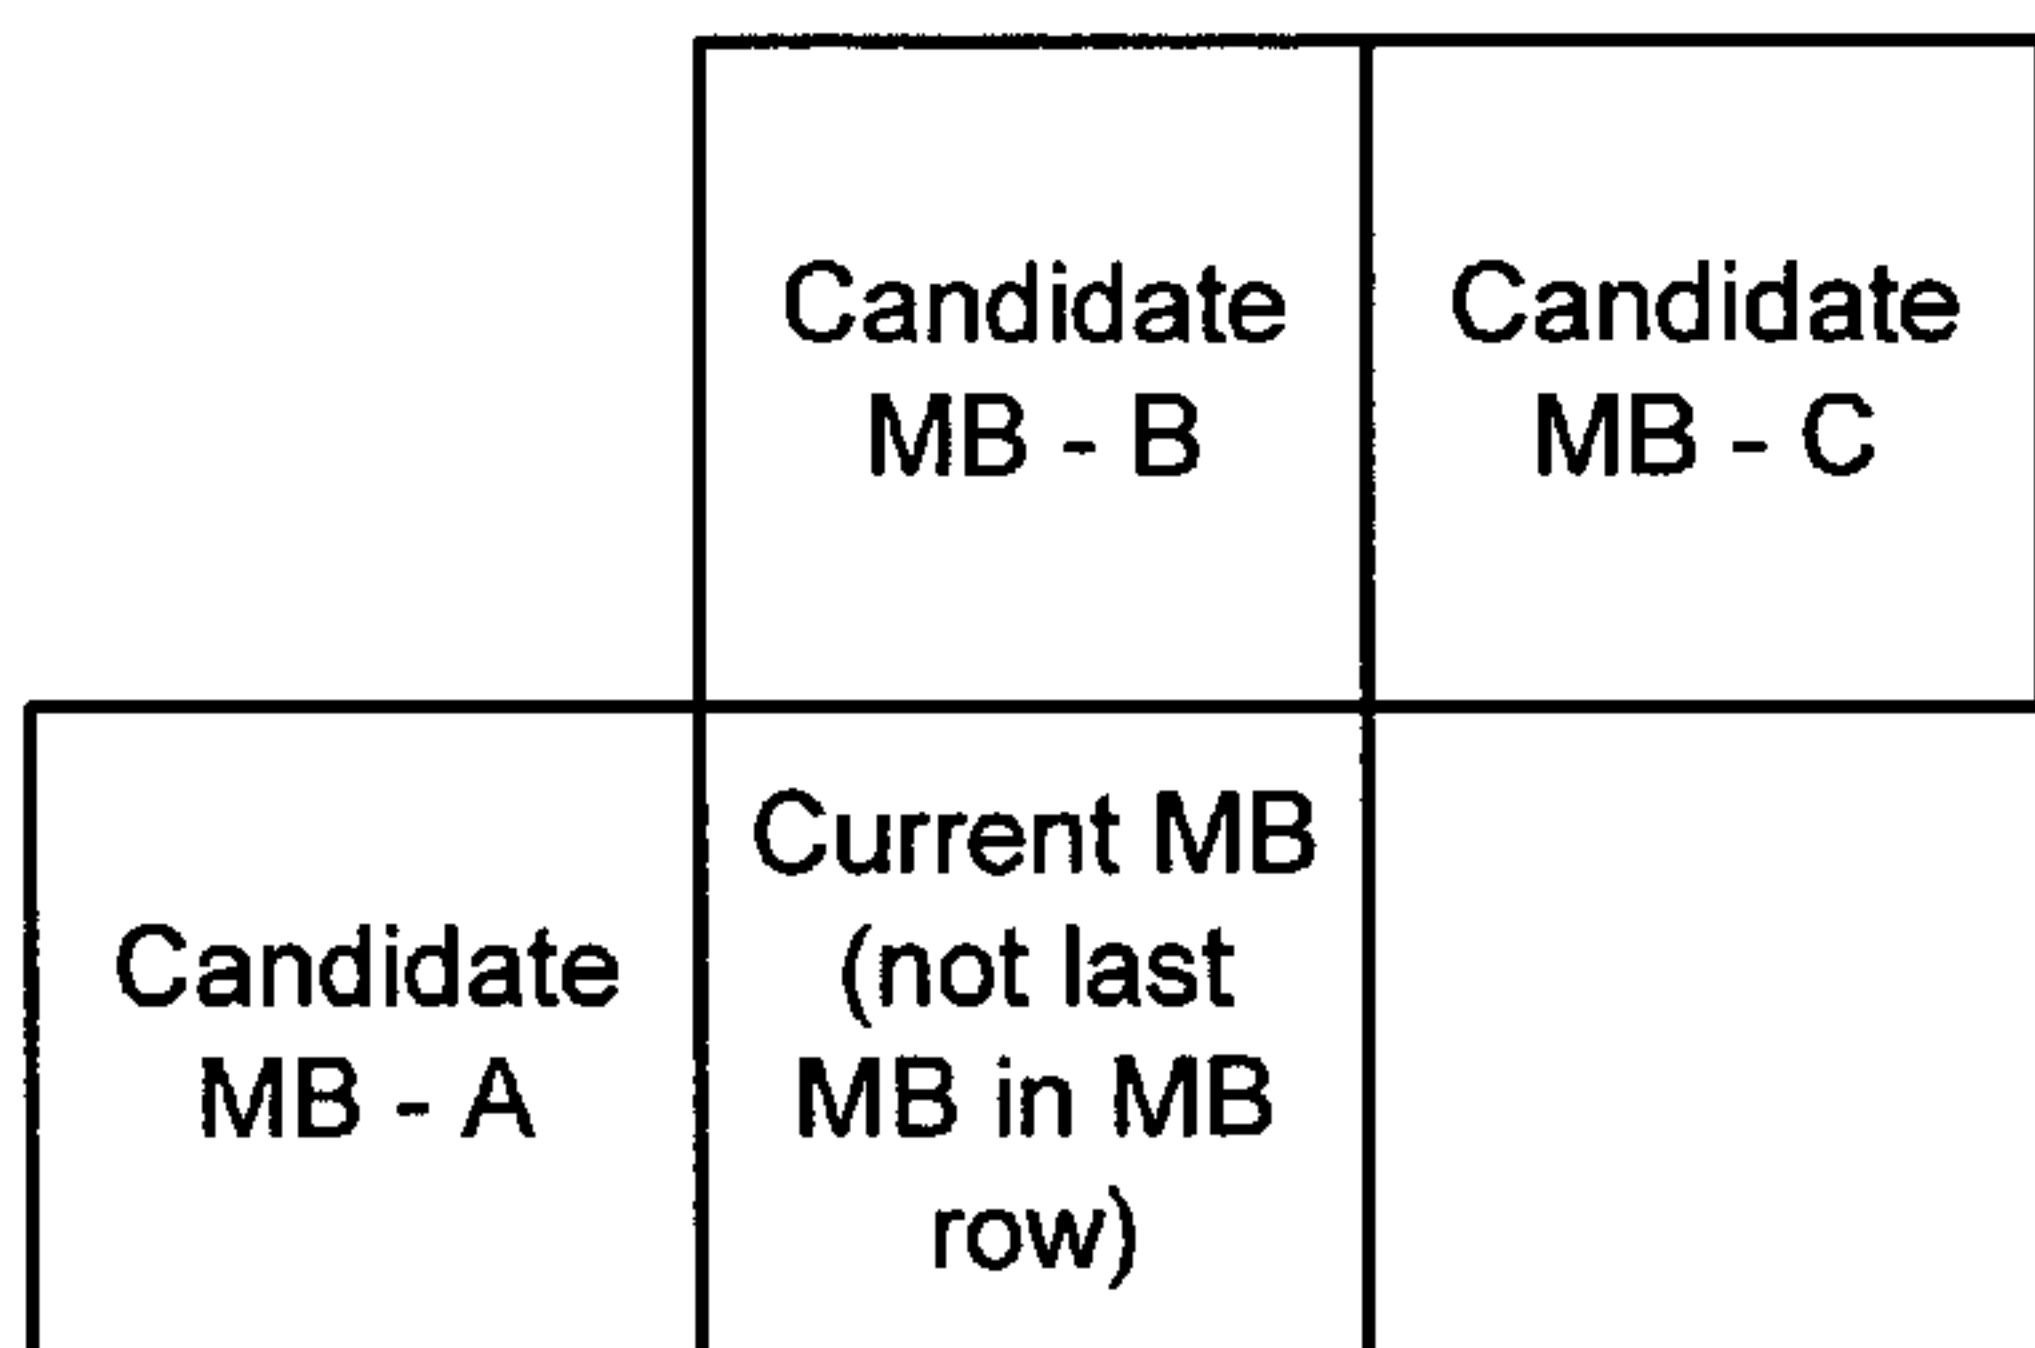 Candidate
MB - B
Candidate
MB - C
Candidate
MB - A
Current MB
(not last
MB in MB
row)